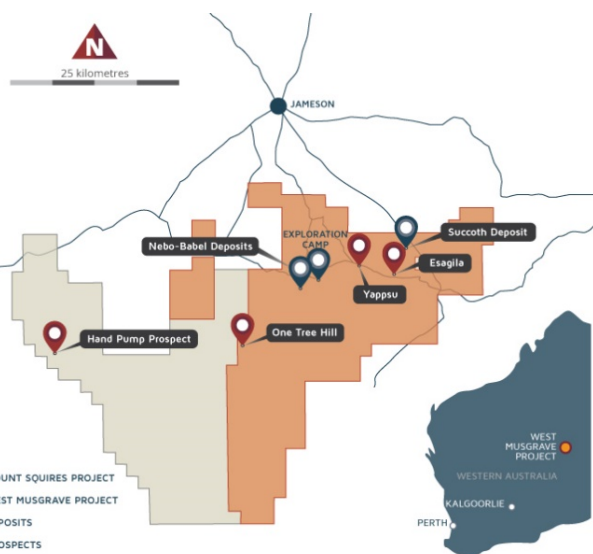 N
25 kilometres
JAMESON
Nebo-Babel Deposits
EXPLORATION
CAMP
Succoth Deposit
Esagila
Yappsu
Hand Pump Prospect
One Tree Hill
WEST
MUSGRAVE
PROJECT
WESTERN AUSTRALIA
KALGOORLIE
PERTH
OUNT SQUIRES PROJECT
EST MUSGRAVE PROJECT
POSITS
OSPECTS